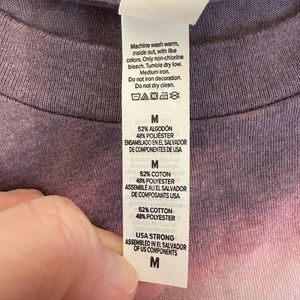 Machine wash warm,
inside out, with like
colors. Only non-chlorine
bleach. Tumble dry low.
Medium iron.
Do not iron decoration.
Do not dry clean.
M
52% ALGODÓN
48% POLIÉSTER
ENSAMBLADO EN EL SALVADOR
DE COMPONENTES DE USA
M
52% COTON
48% POLYESTER
ASSEMBLÉ AU EL SALVADOR
DE COMPOSANTS USA
52% COTTON
48% POLYESTER
USA STRONG
ASSEMBLED IN EL SALVADOR
OF US COMPONENTS
M